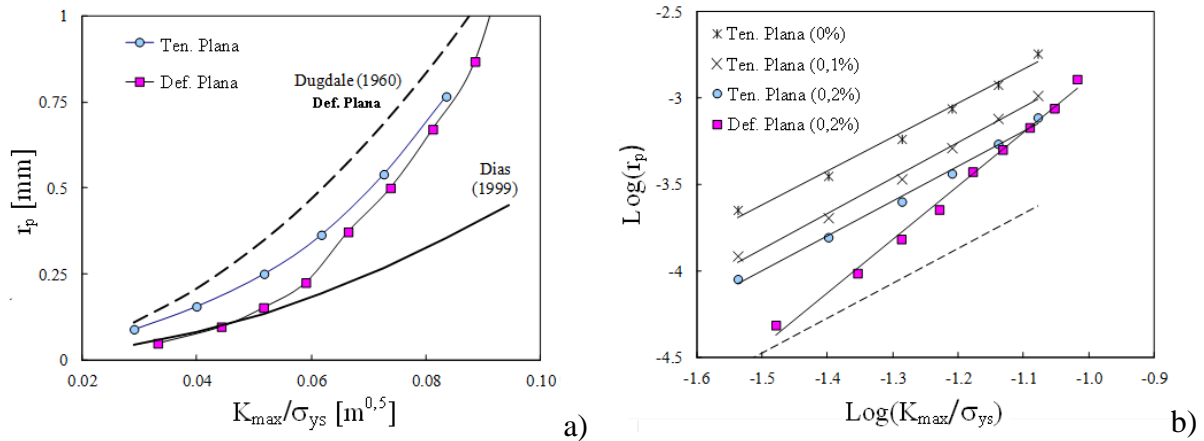 1
0.75
0.5
0.25
0
r_p [mm]
Ten. Plana
Def. Plana
Dugdale (1960)
Def. Plana
Dias
(1999)
0.02
0.04
0.06
0.08
0.10
K_max/σ_ys [m^0,5]
a)
-2.5
-3
-3.5
-4
-4.5
Log(r_p)
Ten. Plana (0%)
Ten. Plana (0,1%)
Ten. Plana (0,2%)
Def. Plana (0,2%)
-1.6
-1.5
-1.4
-1.3
-1.2
-1.1
-1.0
-0.9
Log(K_max/σ_ys)
b)